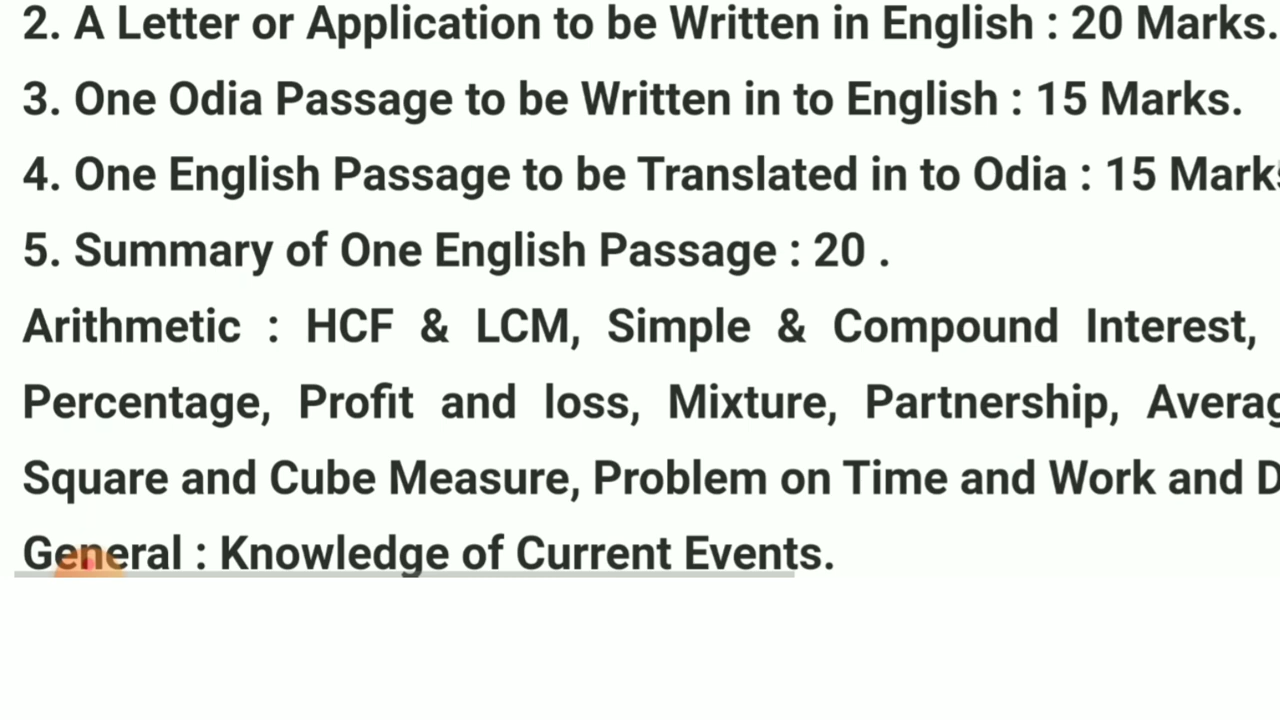 2. A Letter or Application to be Written in English : 20 Marks.
3. One Odia Passage to be Written in to English : 15 Marks.
4. One English Passage to be Translated in to Odia : 15 Marks
5. Summary of One English Passage : 20 .
Arithmetic : HCF & LCM, Simple & Compound Interest,
Percentage, Profit and loss, Mixture, Partnership, Averag
Square and Cube Measure, Problem on Time and Work and D
General : Knowledge of Current Events.